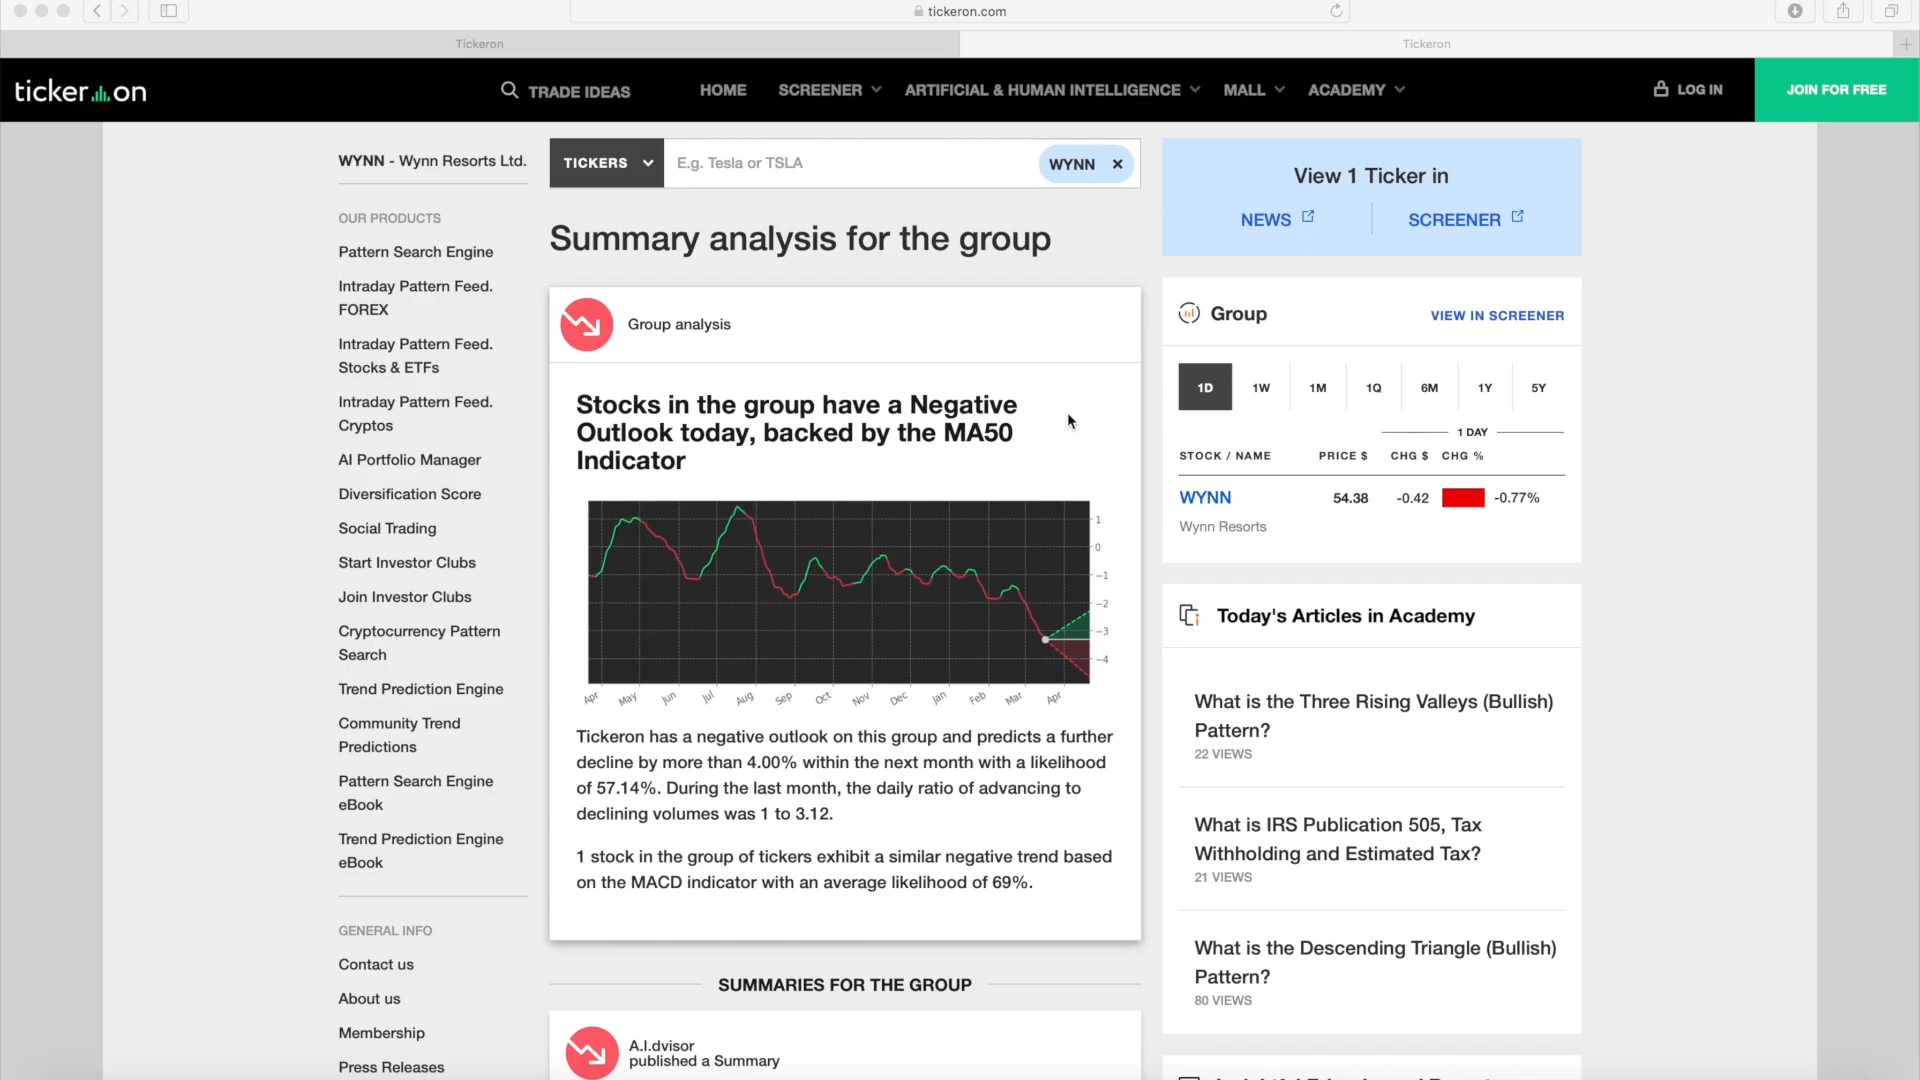 tickeron.com
Tickeron
Tickeron
tickeron
TRADE IDEAS
HOME
SCREENER
ARTIFICIAL & HUMAN INTELLIGENCE
MALL
ACADEMY
LOG IN
JOIN FOR FREE
WYNN - Wynn Resorts Ltd.
OUR PRODUCTS
Pattern Search Engine
Intraday Pattern Feed.
FOREX
Intraday Pattern Feed.
Stocks & ETFs
Intraday Pattern Feed.
Cryptos
AI Portfolio Manager
Diversification Score
Social Trading
Start Investor Clubs
Join Investor Clubs
Cryptocurrency Pattern
Search
Trend Prediction Engine
Community Trend
Predictions
Pattern Search Engine
eBook
Trend Prediction Engine
eBook
GENERAL INFO
Contact us
About us
Membership
Press Releases
TICKERS
E.g. Tesla or TSLA
WYNN ×
Summary analysis for the group
Group analysis
Stocks in the group have a Negative
Outlook today, backed by the MA50
Indicator
1
0
-1
-2
-3
-4
Apr May Jun Jul Aug Sep Oct Nov Dec Jan Feb Mar Apr
Tickeron has a negative outlook on this group and predicts a further
decline by more than 4.00% within the next month with a likelihood
of 57.14%. During the last month, the daily ratio of advancing to
declining volumes was 1 to 3.12.
1 stock in the group of tickers exhibit a similar negative trend based
on the MACD indicator with an average likelihood of 69%.
SUMMARIES FOR THE GROUP
A.I.dvisor
published a Summary
View 1 Ticker in
NEWS
SCREENER
Group
VIEW IN SCREENER
1D 1W 1M 1Q 6M 1Y 5Y
1 DAY
STOCK / NAME PRICE $ CHG $ CHG %
WYNN 54.38 -0.42 -0.77%
Wynn Resorts
Today's Articles in Academy
What is the Three Rising Valleys (Bullish)
Pattern?
22 VIEWS
What is IRS Publication 505, Tax
Withholding and Estimated Tax?
21 VIEWS
What is the Descending Triangle (Bullish)
Pattern?
80 VIEWS